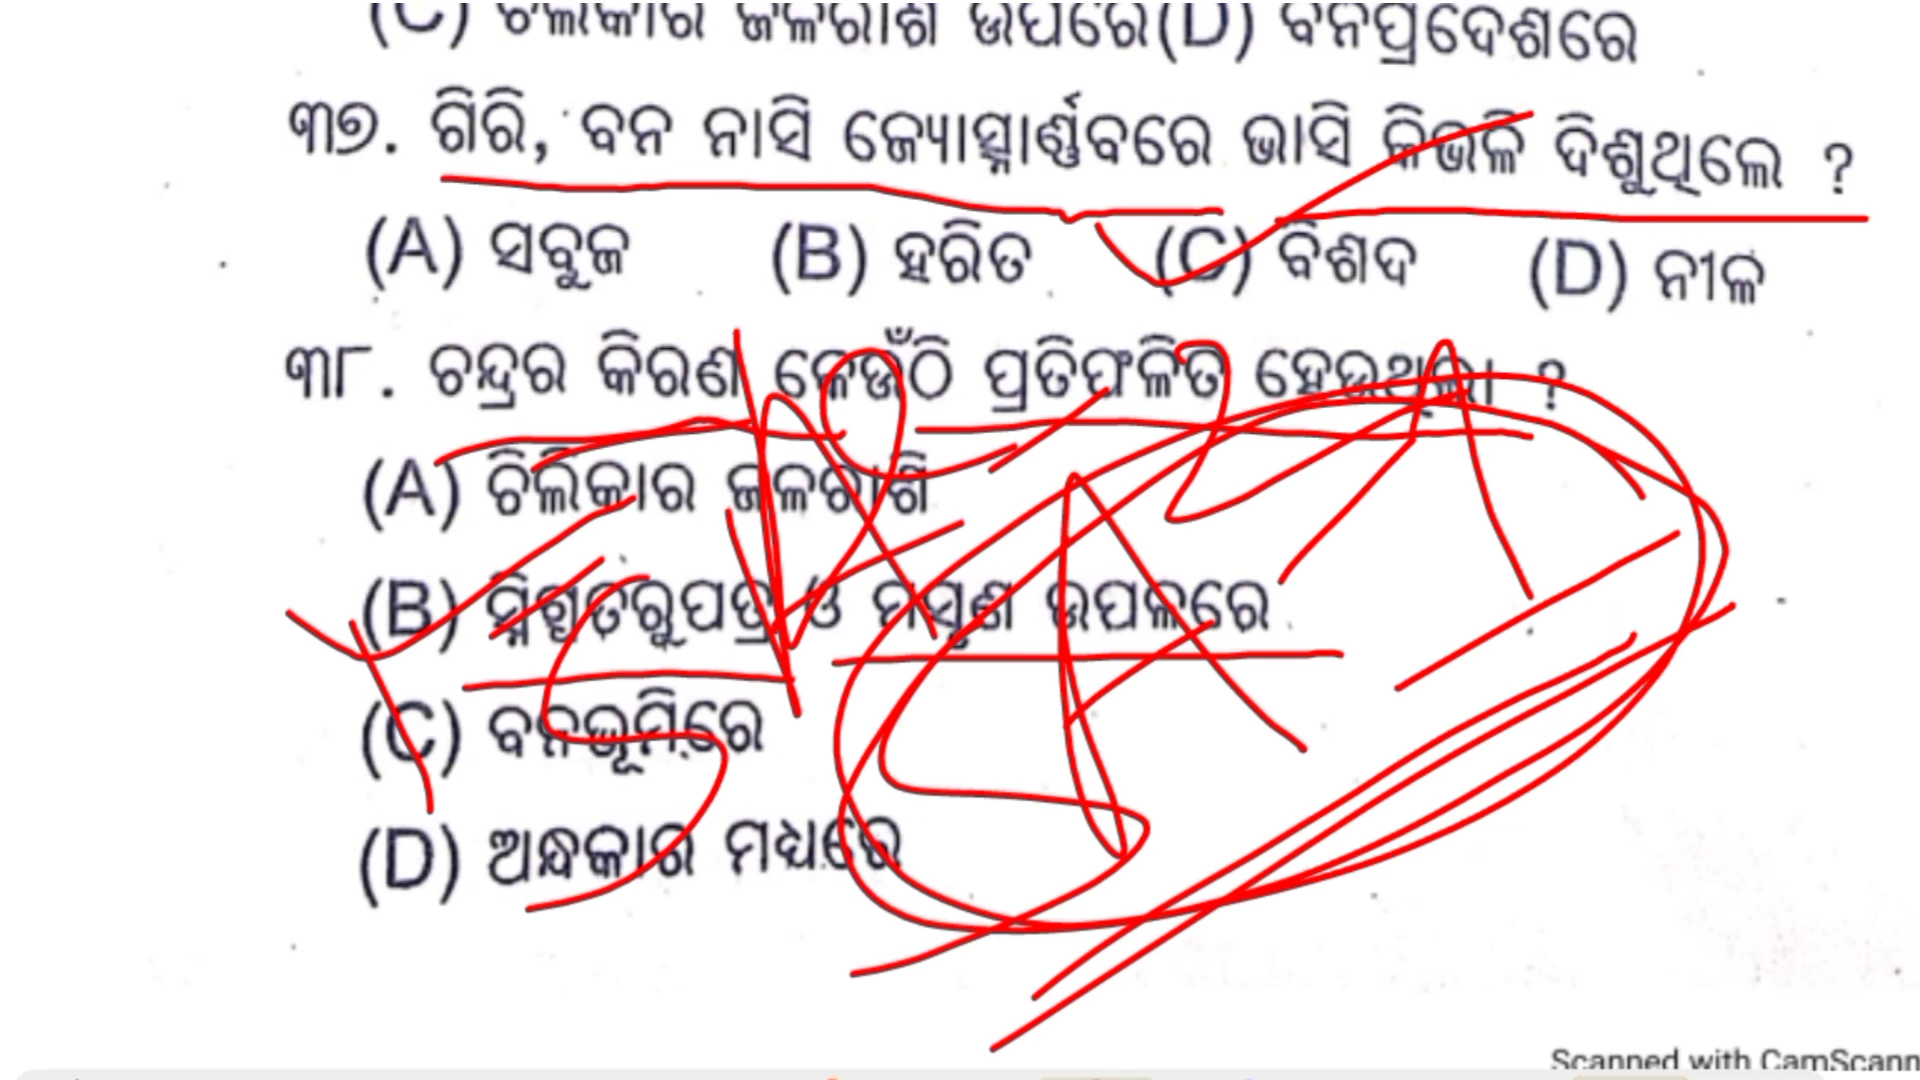 (C) ଚିଲିକାର ଜଳରାଶି ଉପରେ(D) ବନପ୍ରଦେଶରେ
୩୭. ଗିରି, ବନ ନାସି ଜ୍ୟୋତ୍ସ୍ନାର୍ଣ୍ଣବରେ ଭାସି କିଭଳି ଦିଶୁଥିଲେ ?
(A) ସବୁଜ (B) ହରିତ (C) ବିଶଦ (D) ନୀଳ
୩୮. ଚନ୍ଦ୍ରର କିରଣ କେଉଁଠି ପ୍ରତିଫଳିତ ହେଉଥିଲା ?
(A) ଚିଲିକାର ଜଳରାଶି
(B) ସ୍ନିଗ୍ଧତରୁପତ୍ର ଓ ମସୃଣ ଉପଳରେ
(C) ବନଭୂମିରେ
(D) ଅନ୍ଧକାର ମଧ୍ୟରେ
Scanned with CamScann